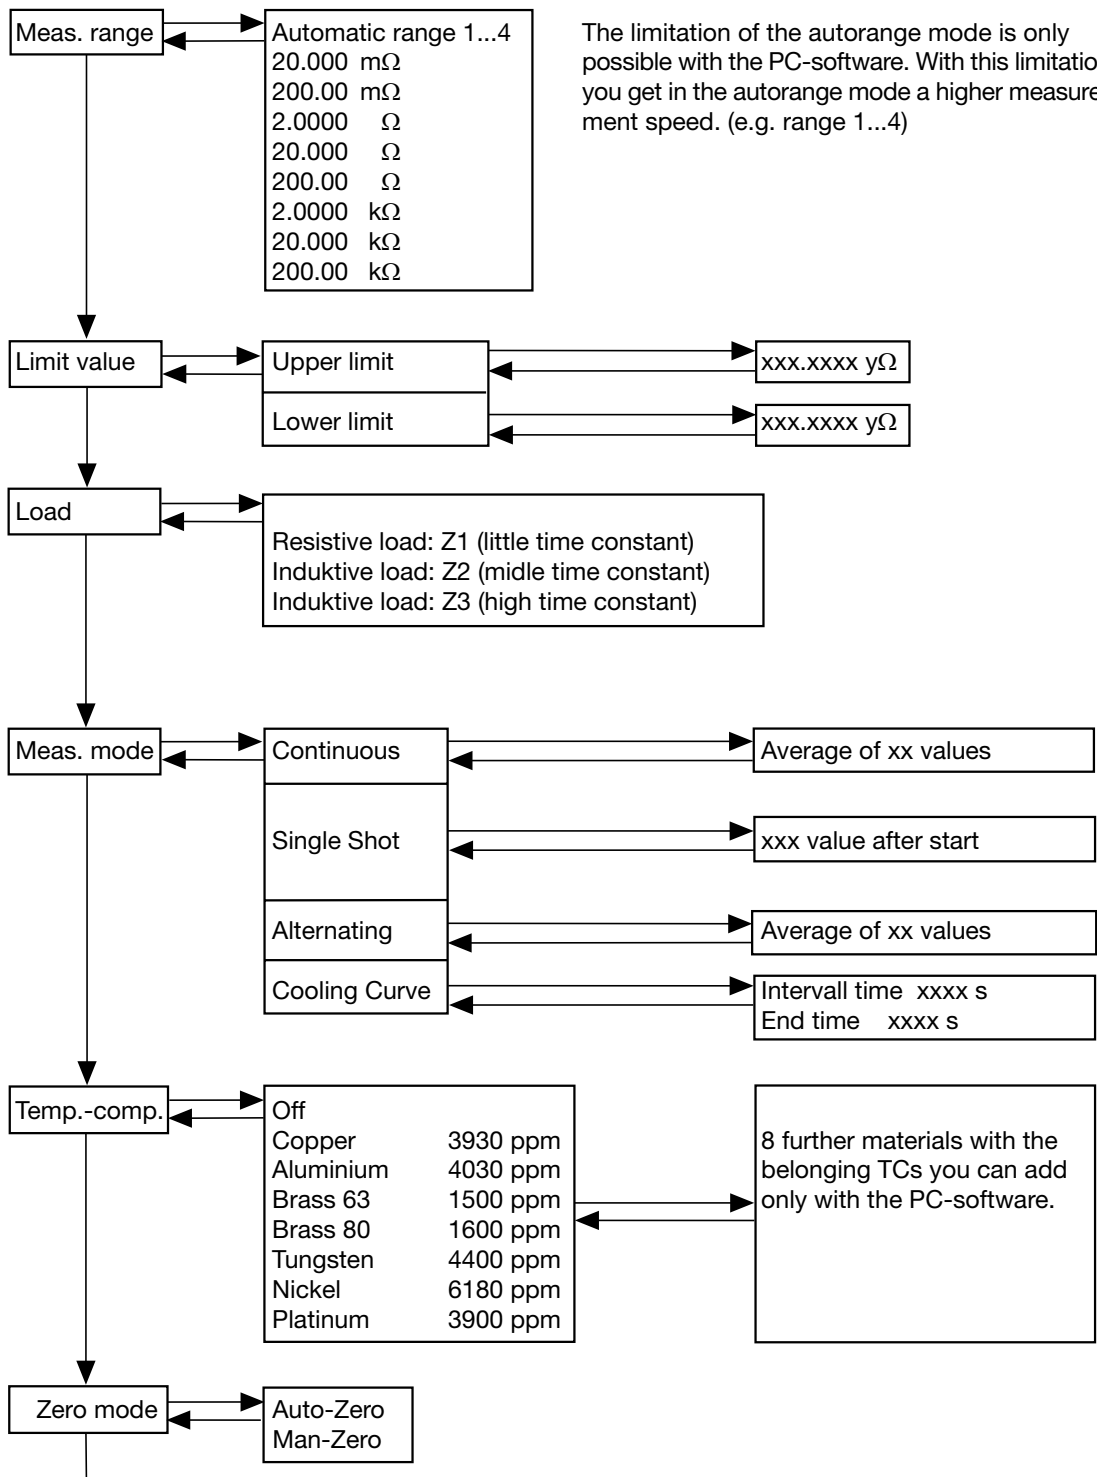 Meas. range
Automatic range 1...4
20.000 mΩ
200.00 mΩ
2.0000 Ω
20.000 Ω
200.00 Ω
2.0000 kΩ
20.000 kΩ
200.00 kΩ
The limitation of the autorange mode is only
possible with the PC-software. With this limitatio
you get in the autorange mode a higher measure
ment speed. (e.g. range 1...4)
Limit value
Upper limit
xxx.xxxx yΩ
Lower limit
xxx.xxxx yΩ
Load
Resistive load: Z1 (little time constant)
Induktive load: Z2 (midle time constant)
Induktive load: Z3 (high time constant)
Meas. mode
Continuous
Average of xx values
Single Shot
xxx value after start
Alternating
Average of xx values
Cooling Curve
Intervall time xxxx s
End time xxxx s
Temp.-comp.
Off
Copper 3930 ppm
Aluminium 4030 ppm
Brass 63 1500 ppm
Brass 80 1600 ppm
Tungsten 4400 ppm
Nickel 6180 ppm
Platinum 3900 ppm
8 further materials with the
belonging TCs you can add
only with the PC-software.
Zero mode
Auto-Zero
Man-Zero